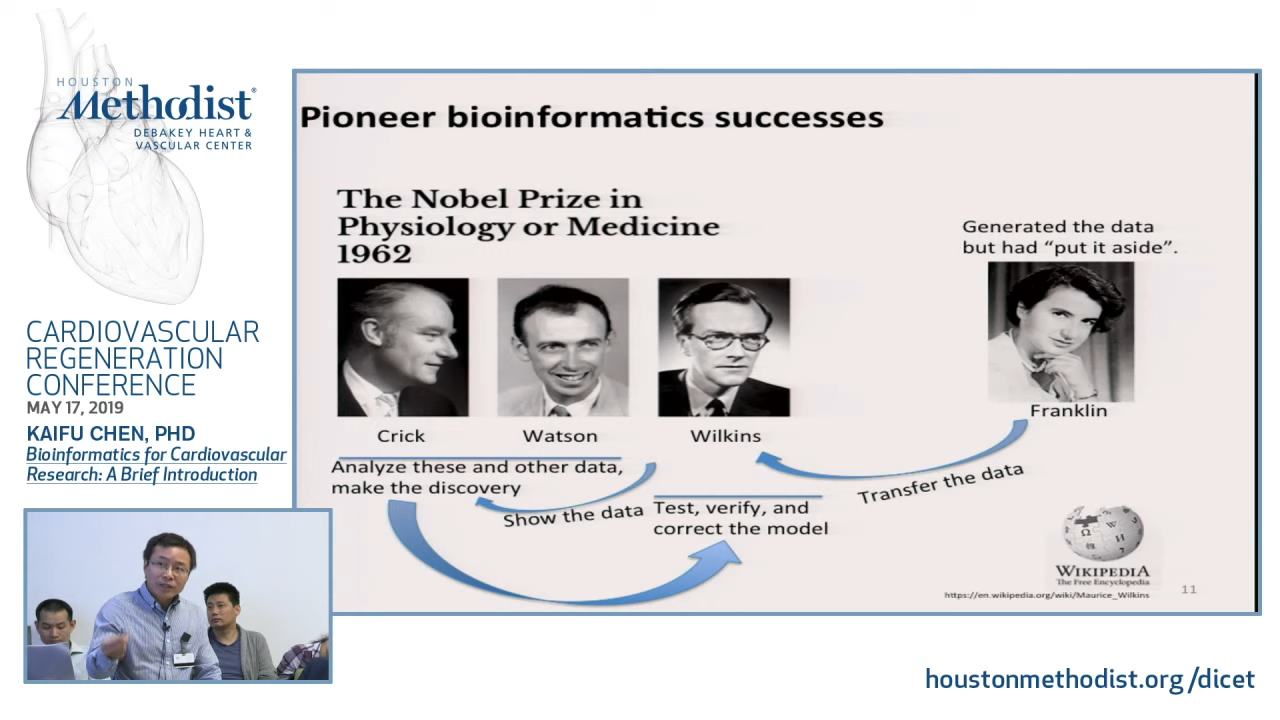 HOUSTON
Methodist®
DEBAKEY HEART &
VASCULAR CENTER
CARDIOVASCULAR
REGENERATION
CONFERENCE
MAY 17, 2019
KAIFU CHEN, PHD
Bioinformatics for Cardiovascular
Research: A Brief Introduction
Pioneer bioinformatics successes
The Nobel Prize in
Physiology or Medicine
1962
Generated the data
but had “put it aside”.
Crick
Watson
Wilkins
Franklin
Analyze these and other data,
make the discovery
Show the data
Test, verify, and
correct the model
Transfer the data
WIKIPEDIA
The Free Encyclopedia
https://en.wikipedia.org/wiki/Maurice_Wilkins
11
houstonmethodist.org/dicet